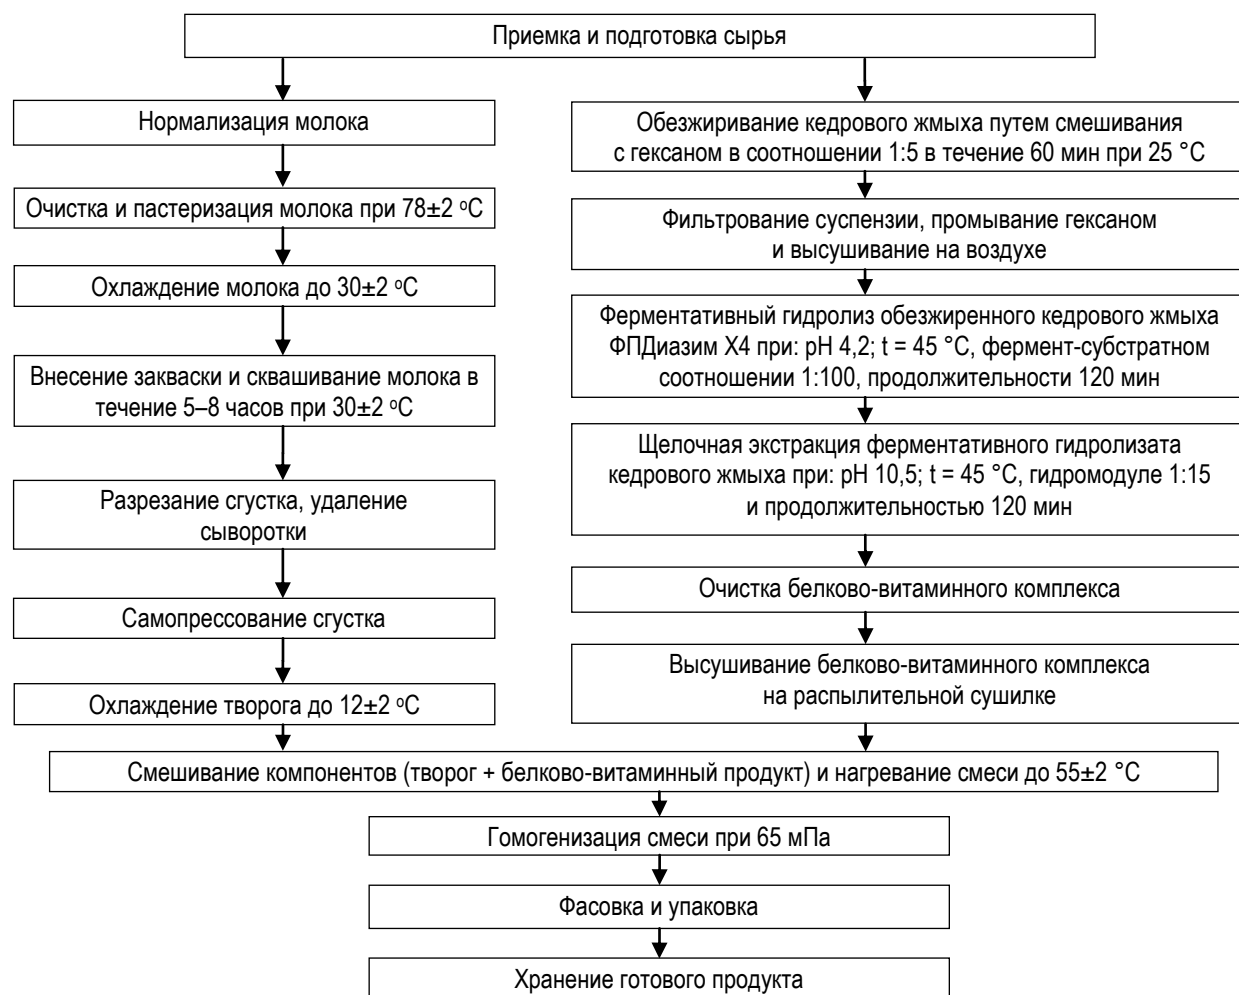 Приемка и подготовка сырья
Нормализация молока
Очистка и пастеризация молока при 78±2 ºС
Охлаждение молока до 30±2 ºС
Внесение закваски и сквашивание молока в
течение 5–8 часов при 30±2 ºС
Разрезание сгустка, удаление
сыворотки
Самопрессование сгустка
Охлаждение творога до 12±2 ºС
Обезжиривание кедрового жмыха путем смешивания
с гексаном в соотношении 1:5 в течение 60 мин при 25 °С
Фильтрование суспензии, промывание гексаном
и высушивание на воздухе
Ферментативный гидролиз обезжиренного кедрового жмыха
ФПДиазим Х4 при: рН 4,2; t = 45 °С, фермент-субстратном
соотношении 1:100, продолжительности 120 мин
Щелочная экстракция ферментативного гидролизата
кедрового жмыха при: рН 10,5; t = 45 °С, гидромодуле 1:15
и продолжительностью 120 мин
Очистка белково-витаминного комплекса
Высушивание белково-витаминного комплекса
на распылительной сушилке
Смешивание компонентов (творог + белково-витаминный продукт) и нагревание смеси до 55±2 °С
Гомогенизация смеси при 65 мПа
Фасовка и упаковка
Хранение готового продукта